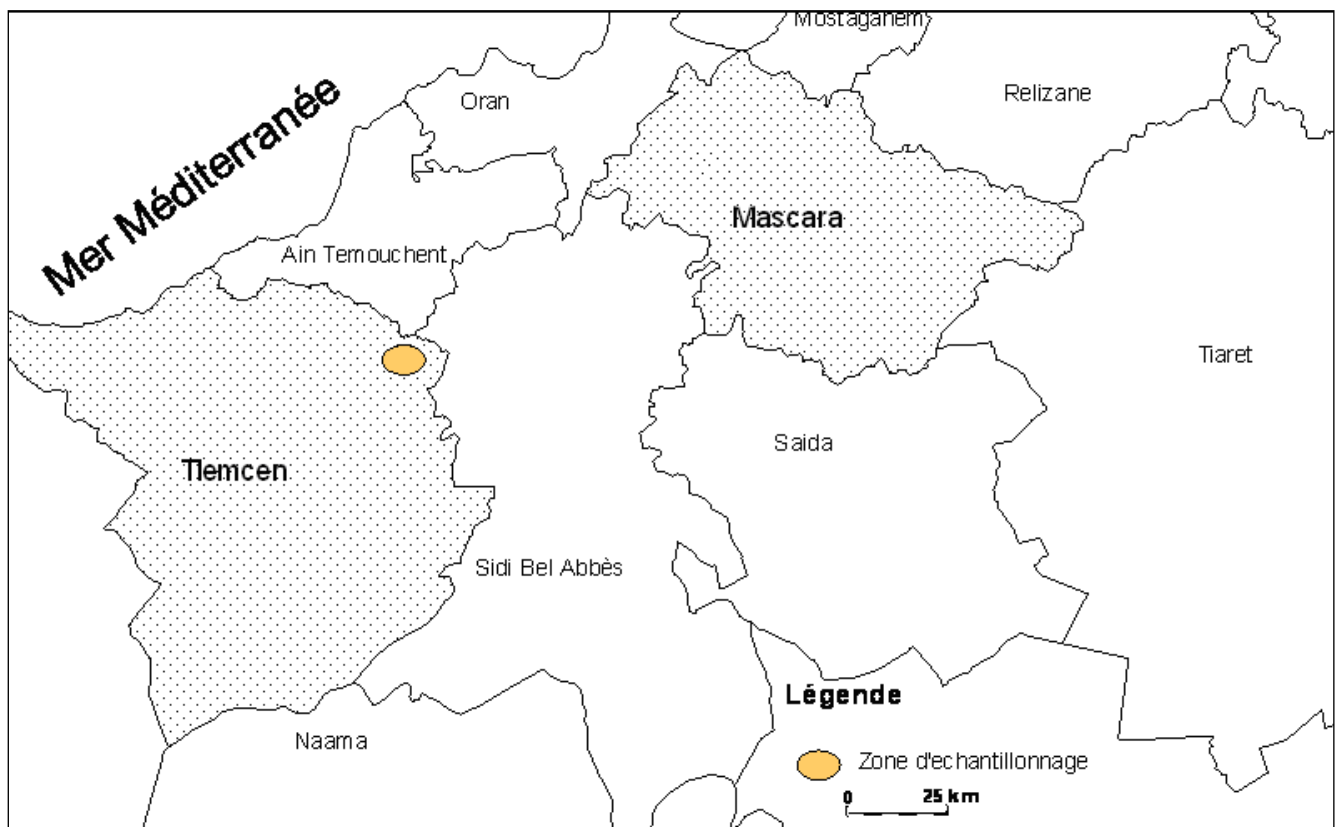 Mostaganem
Oran
Relizane
Mer Méditerranée
Mascara
Ain Temouchent
Tiaret
Saida
Tlemcen
Sidi Bel Abbès
Légende
Naama
Zone d'echantillonnage
0 25 km